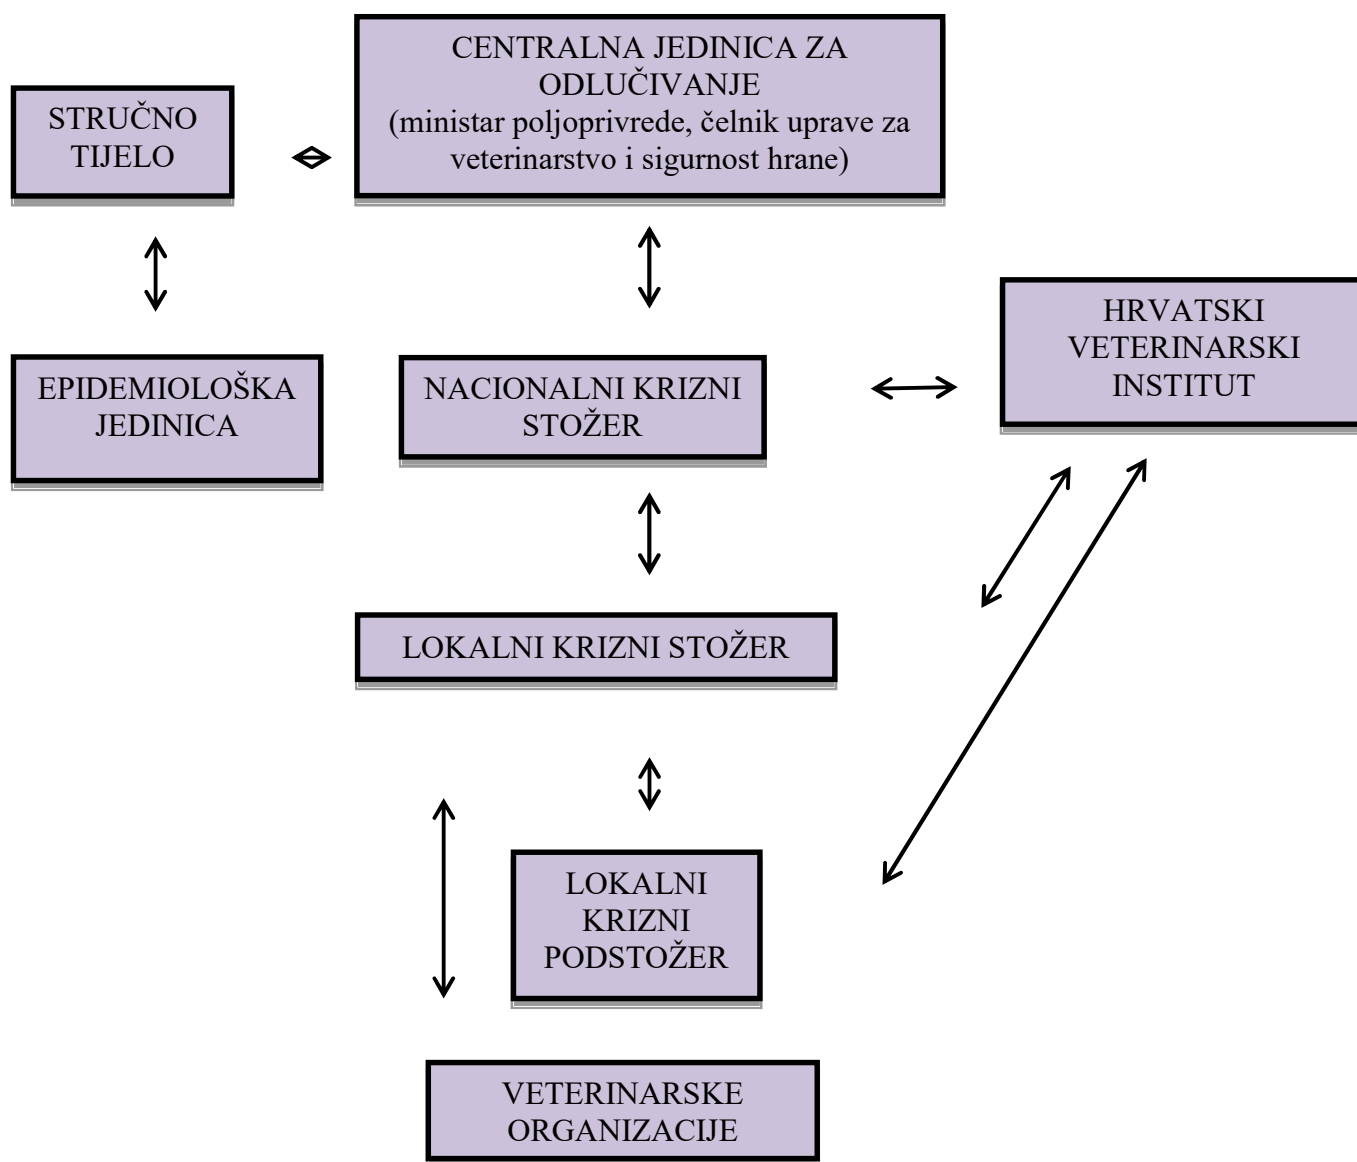 CENTRALNA JEDINICA ZA
ODLUČIVANJE
(ministar poljoprivrede, čelnik uprave za
veterinarstvo i sigurnost hrane)
STRUČNO
TIJELO
HRVATSKI
VETERINARSKI
INSTITUT
EPIDEMIOLOŠKA
JEDINICA
NACIONALNI KRIZNI
STOŽER
LOKALNI KRIZNI STOŽER
LOKALNI
KRIZNI
PODSTOŽER
VETERINARSKE
ORGANIZACIJE